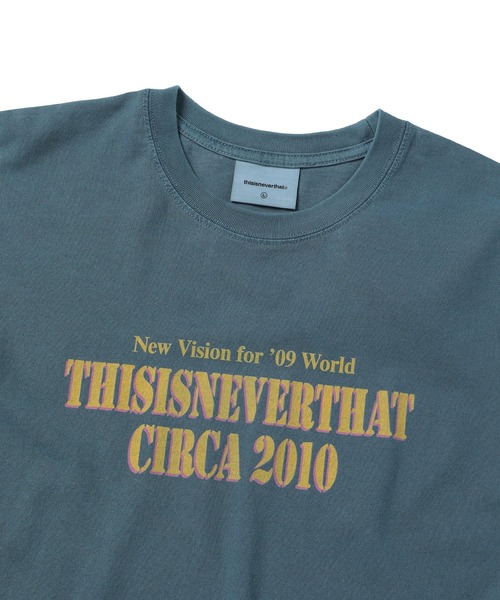 thisisneverthat®
L
New Vision for ’09 World
THISISNEVERTHAT
CIRCA 2010